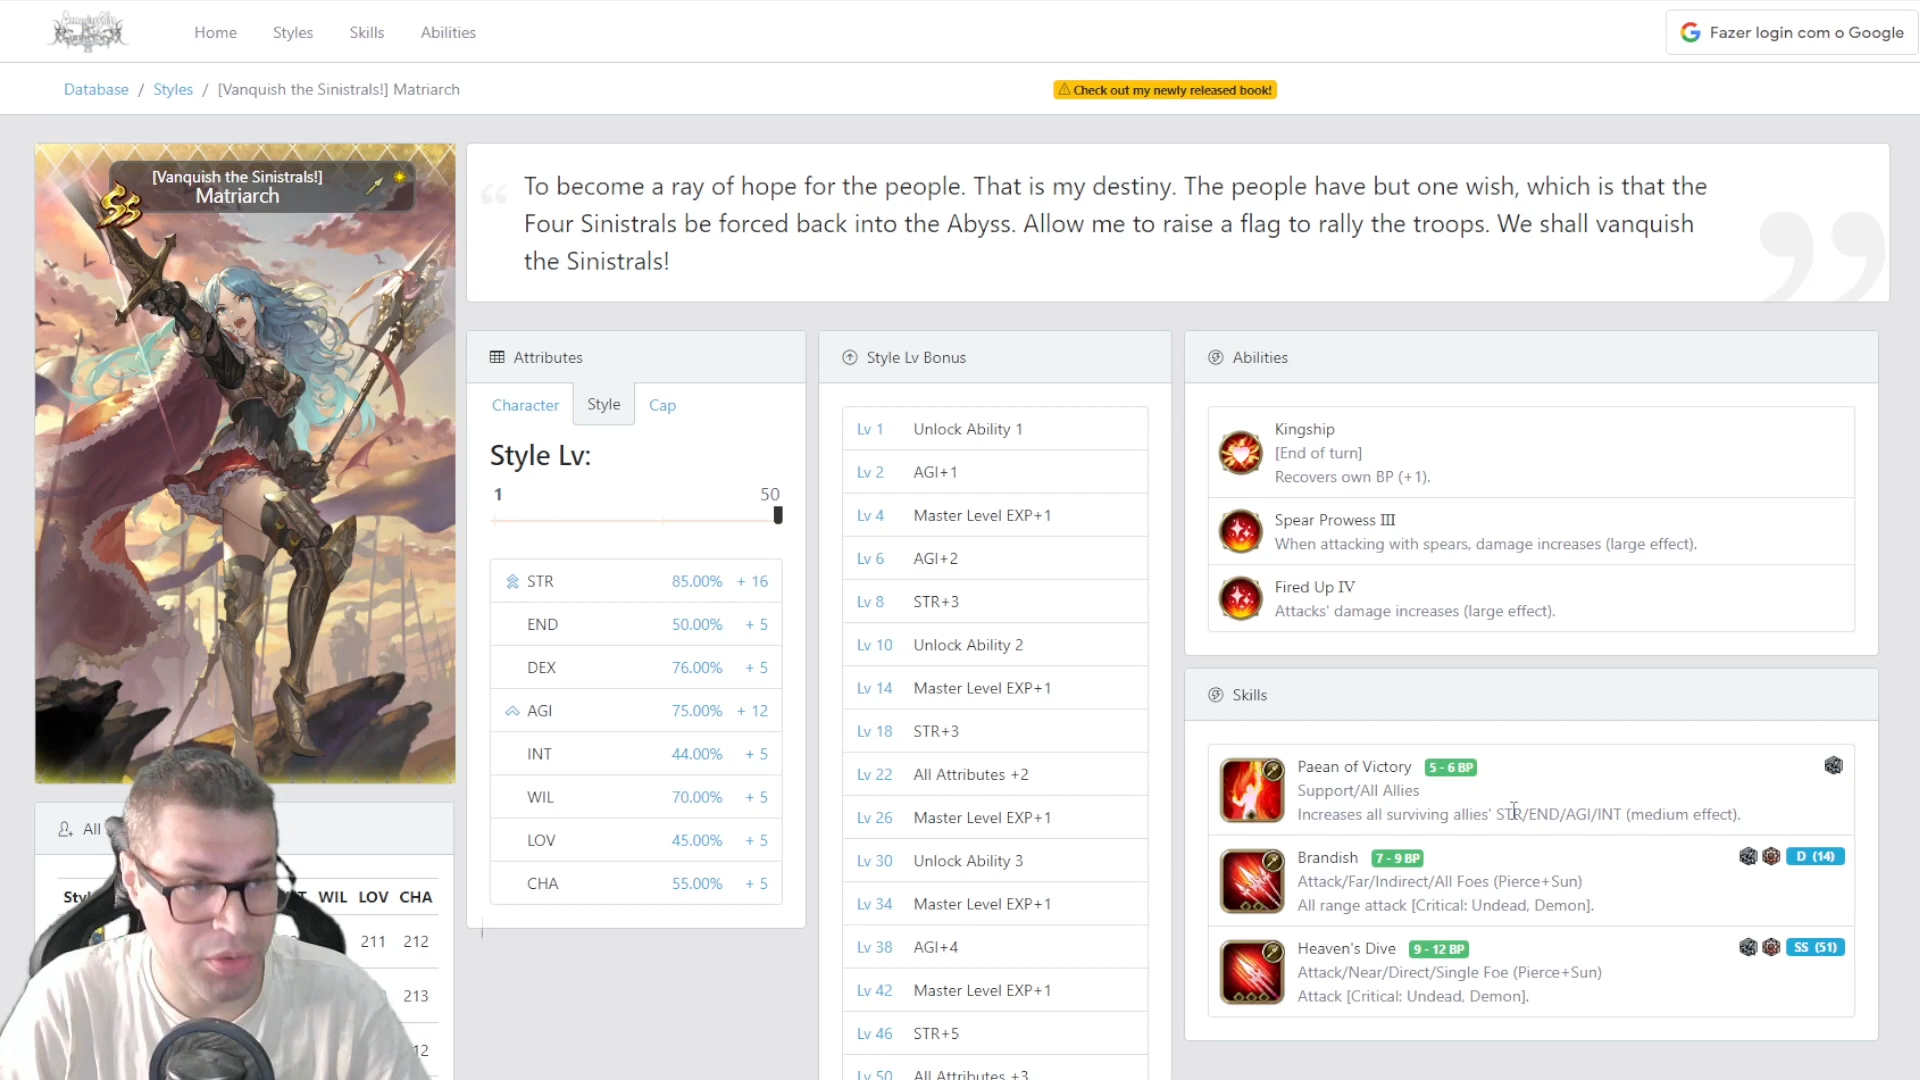 Home
Styles
Skills
Abilities
Fazer login com o Google
Database / Styles / [Vanquish the Sinistrals!] Matriarch
Check out my newly released book!
[Vanquish the Sinistrals!]
Matriarch
SS
To become a ray of hope for the people. That is my destiny. The people have but one wish, which is that the
Four Sinistrals be forced back into the Abyss. Allow me to raise a flag to rally the troops. We shall vanquish
the Sinistrals!
Attributes
Character
Style
Cap
Style Lv:
1
50
STR 85.00% + 16
END 50.00% + 5
DEX 76.00% + 5
AGI 75.00% + 12
INT 44.00% + 5
WIL 70.00% + 5
LOV 45.00% + 5
CHA 55.00% + 5
Style Lv Bonus
Lv 1 Unlock Ability 1
Lv 2 AGI+1
Lv 4 Master Level EXP+1
Lv 6 AGI+2
Lv 8 STR+3
Lv 10 Unlock Ability 2
Lv 14 Master Level EXP+1
Lv 18 STR+3
Lv 22 All Attributes +2
Lv 26 Master Level EXP+1
Lv 30 Unlock Ability 3
Lv 34 Master Level EXP+1
Lv 38 AGI+4
Lv 42 Master Level EXP+1
Lv 46 STR+5
Lv 50 All Attributes +3
Abilities
Kingship
[End of turn]
Recovers own BP (+1).
Spear Prowess III
When attacking with spears, damage increases (large effect).
Fired Up IV
Attacks' damage increases (large effect).
Skills
Paean of Victory 5 - 6 BP
Support/All Allies
Increases all surviving allies' STR/END/AGI/INT (medium effect).
Brandish 7 - 9 BP D (14)
Attack/Far/Indirect/All Foes (Pierce+Sun)
All range attack [Critical: Undead, Demon].
Heaven's Dive 9 - 12 BP SS (51)
Attack/Near/Direct/Single Foe (Pierce+Sun)
Attack [Critical: Undead, Demon].
All
WIL LOV CHA
211 212
213
12